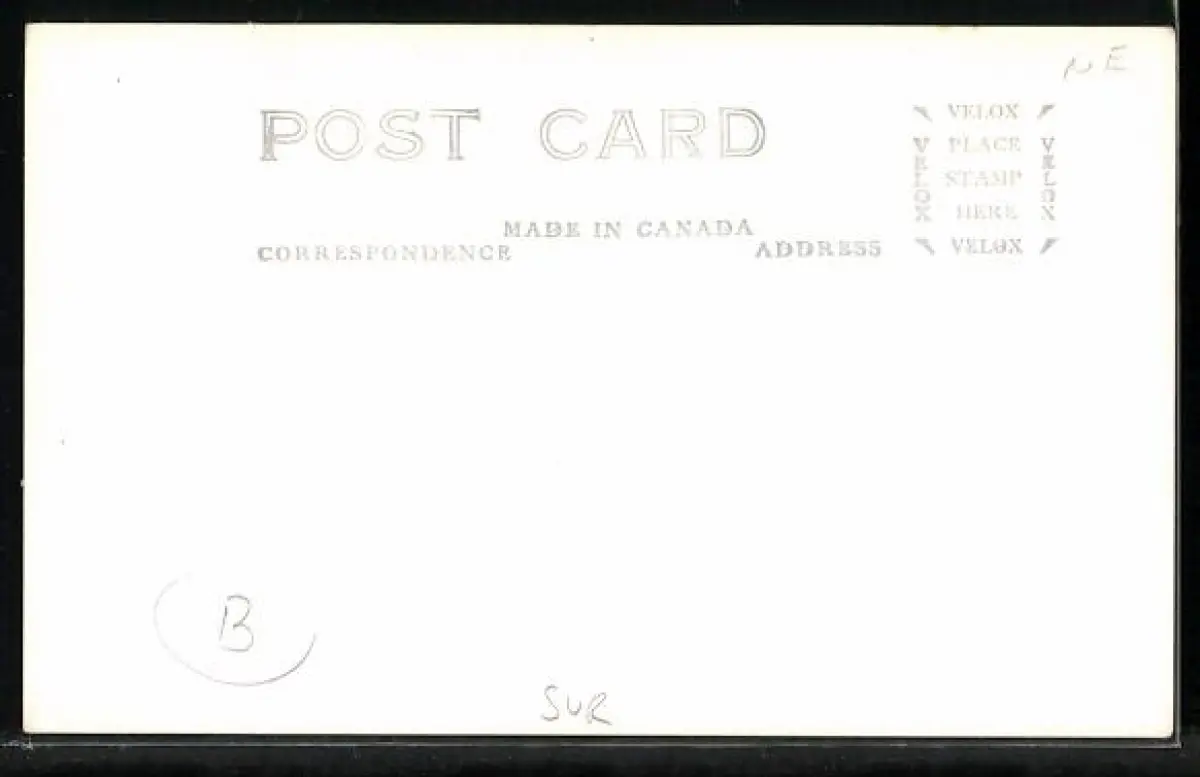 NE
POST CARD
VELOX
PLACE
STAMP
HERE
VELOX
VELOX
VELOX
MADE IN CANADA
CORRESPONDENCE
ADDRESS
B
SUR